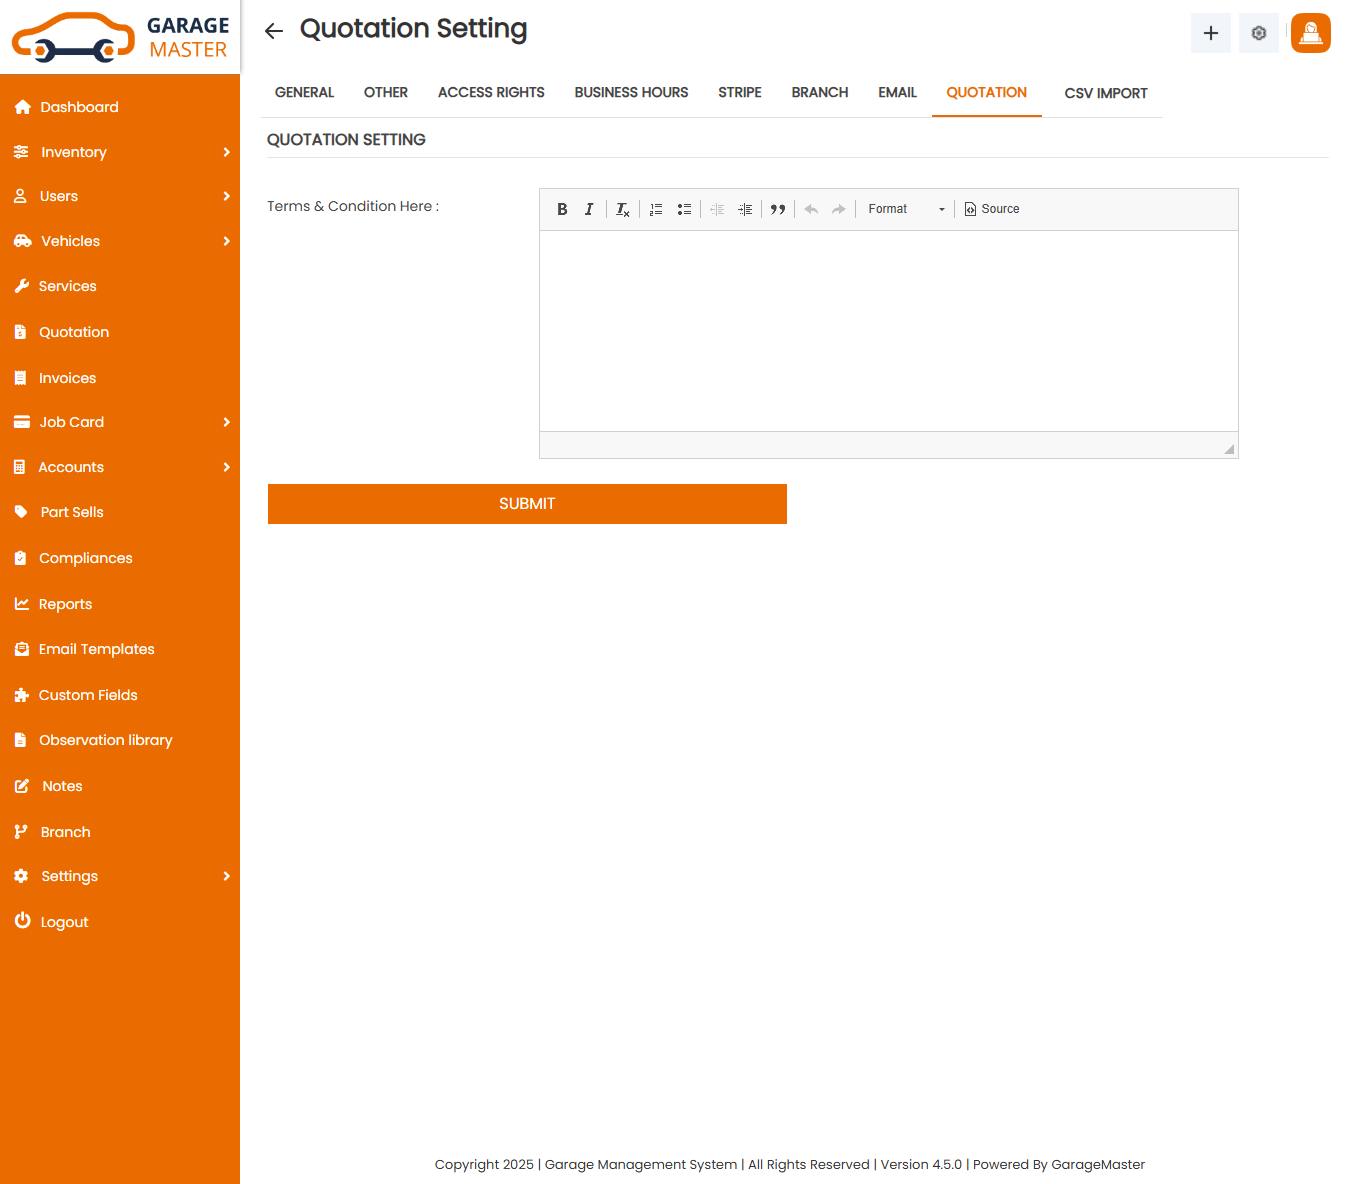 GARAGE
MASTER
Quotation Setting
Dashboard
Inventory
Users
Vehicles
Services
Quotation
Invoices
Job Card
Accounts
Part Sells
Compliances
Reports
Email Templates
Custom Fields
Observation library
Notes
Branch
Settings
Logout
GENERAL OTHER ACCESS RIGHTS BUSINESS HOURS STRIPE BRANCH EMAIL QUOTATION CSV IMPORT
QUOTATION SETTING
Terms & Condition Here :
Format Source
SUBMIT
Copyright 2025 | Garage Management System | All Rights Reserved | Version 4.5.0 | Powered By GarageMaster